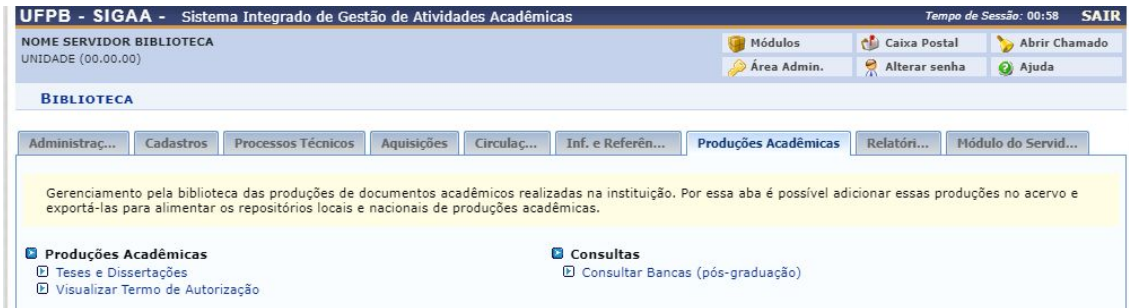 UFPB - SIGAA - Sistema Integrado de Gestão de Atividades Acadêmicas Tempo de Sessão: 00:58 SAIR
NOME SERVIDOR BIBLIOTECA Módulos Caixa Postal Abrir Chamado
UNIDADE (00.00.00) Área Admin. Alterar senha Ajuda
BIBLIOTECA
Administraç... Cadastros Processos Técnicos Aquisições Circulaç... Inf. e Referên... Produções Acadêmicas Relatóri... Módulo do Servid...
Gerenciamento pela biblioteca das produções de documentos acadêmicos realizadas na instituição. Por essa aba é possível adicionar essas produções no acervo e
exportá-las para alimentar os repositórios locais e nacionais de produções acadêmicas.
Produções Acadêmicas Consultas
Teses e Dissertações Consultar Bancas (pós-graduação)
Visualizar Termo de Autorização